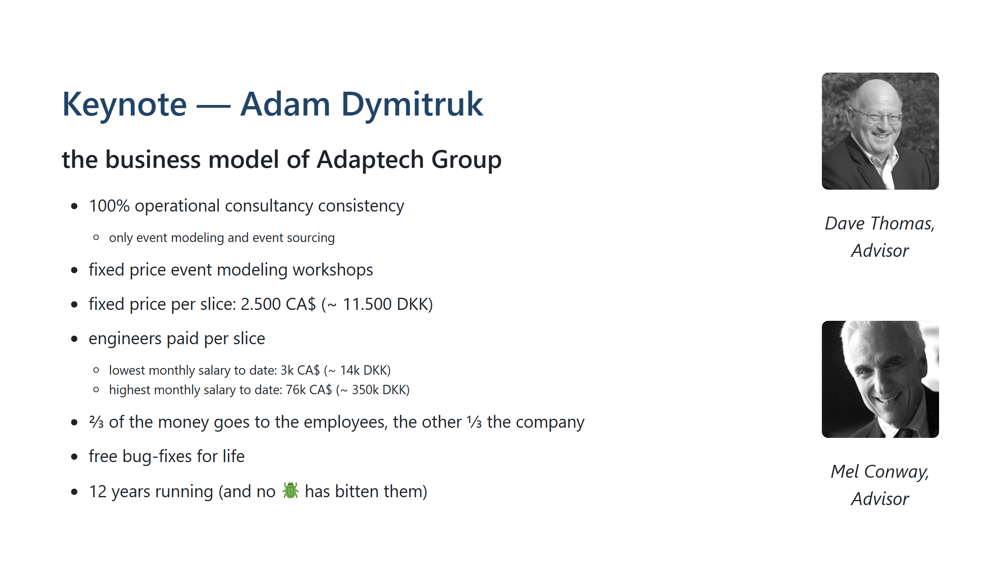 Keynote — Adam Dymitruk
the business model of Adaptech Group
• 100% operational consultancy consistency
◦ only event modeling and event sourcing
• fixed price event modeling workshops
• fixed price per slice: 2.500 CA$ (~ 11.500 DKK)
• engineers paid per slice
◦ lowest monthly salary to date: 3k CA$ (~ 14k DKK)
◦ highest monthly salary to date: 76k CA$ (~ 350k DKK)
• ⅔ of the money goes to the employees, the other ⅓ the company
• free bug-fixes for life
• 12 years running (and no 🪲 has bitten them)
Dave Thomas,
Advisor
Mel Conway,
Advisor